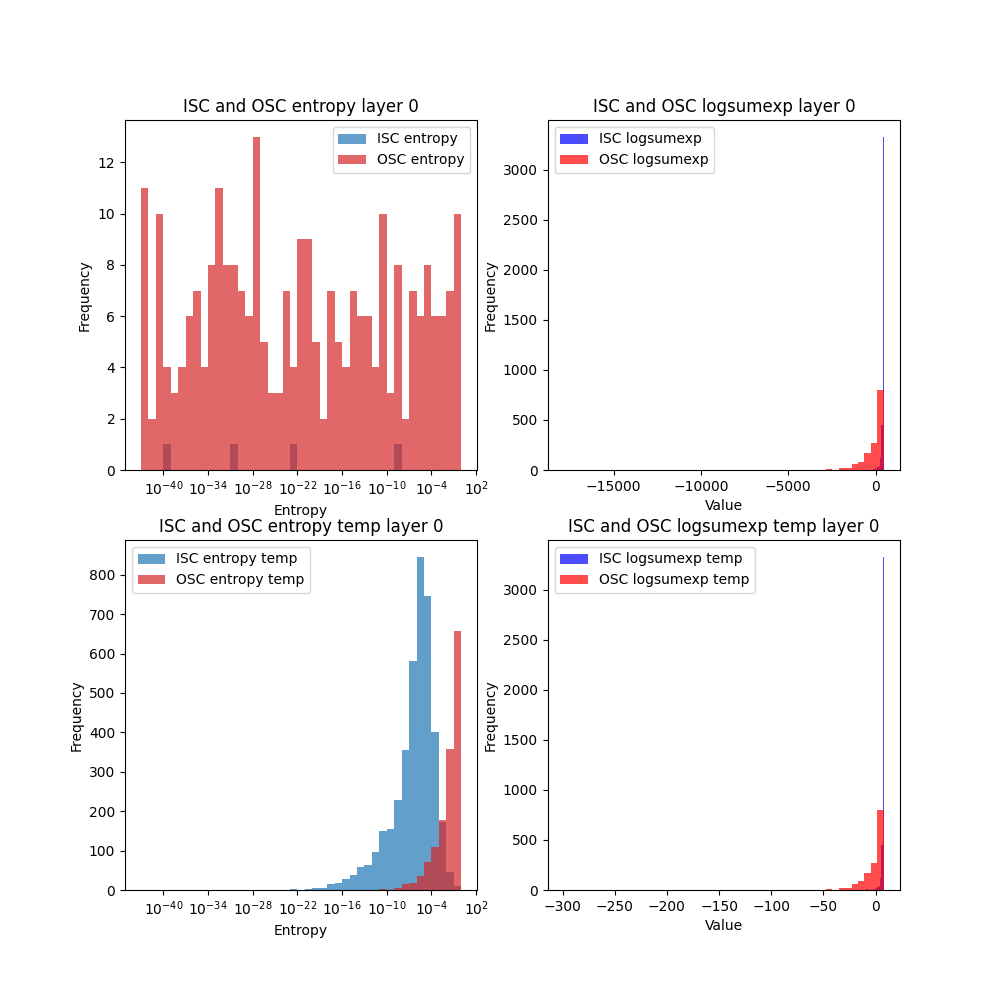 ISC and OSC entropy layer 0
ISC entropy
OSC entropy
Frequency
12
10
8
6
4
2
0
10⁻⁴⁰ 10⁻³⁴ 10⁻²⁸ 10⁻²² 10⁻¹⁶ 10⁻¹⁰ 10⁻⁴ 10²
Entropy
ISC and OSC logsumexp layer 0
ISC logsumexp
OSC logsumexp
Frequency
3000
2500
2000
1500
1000
500
0
−15000 −10000 −5000 0
Value
ISC and OSC entropy temp layer 0
ISC entropy temp
OSC entropy temp
Frequency
800
700
600
500
400
300
200
100
0
10⁻⁴⁰ 10⁻³⁴ 10⁻²⁸ 10⁻²² 10⁻¹⁶ 10⁻¹⁰ 10⁻⁴ 10²
Entropy
ISC and OSC logsumexp temp layer 0
ISC logsumexp temp
OSC logsumexp temp
Frequency
3000
2500
2000
1500
1000
500
0
−300 −250 −200 −150 −100 −50 0
Value